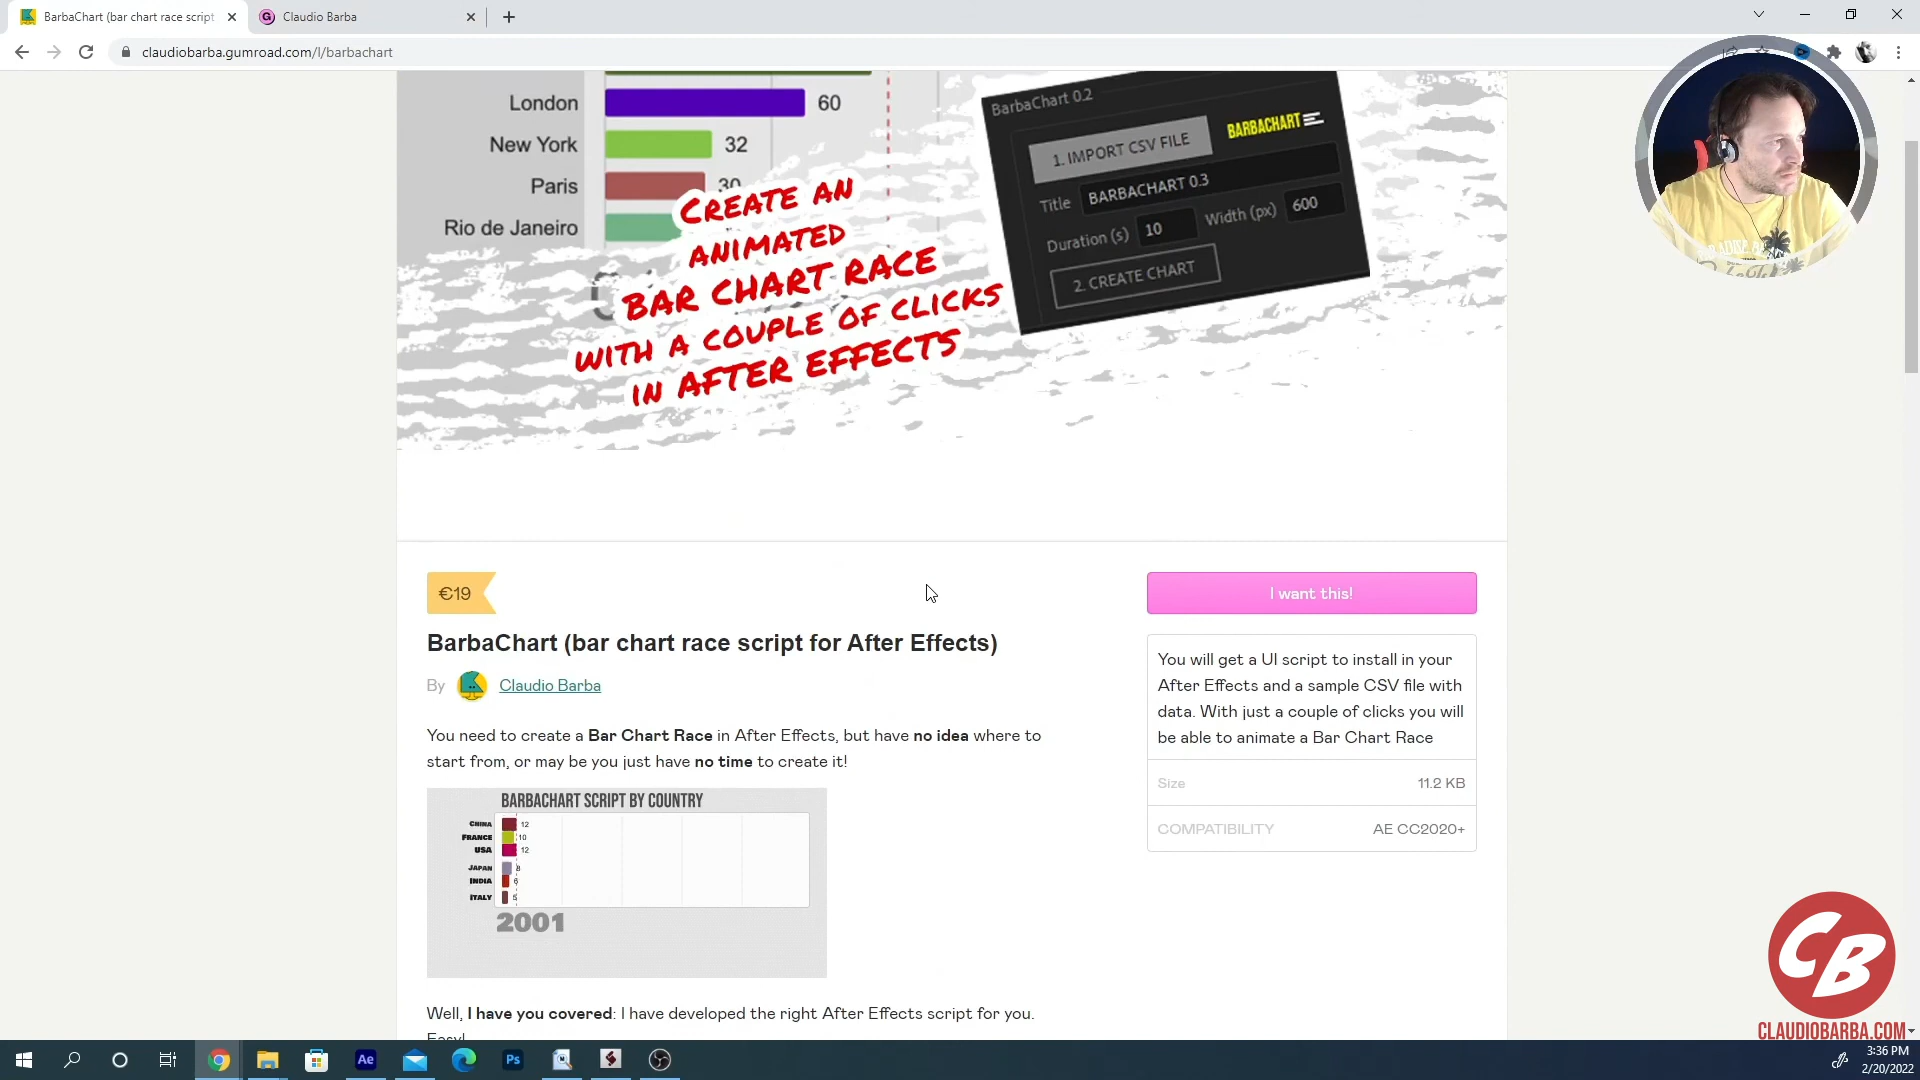 BarbaChart (bar chart race script
Claudio Barba
claudiobarba.gumroad.com/l/barbachart
London 60
New York 32
Paris 30
Rio de Janeiro
CREATE AN
ANIMATED
BAR CHART RACE
WITH A COUPLE OF CLICKS
IN AFTER EFFECTS
BarbaChart 0.2
1. IMPORT CSV FILE
BARBACHART
Title BARBACHART 0.3
Duration (s) 10 Width (px) 600
2. CREATE CHART
€19
I want this!
BarbaChart (bar chart race script for After Effects)
By Claudio Barba
You need to create a Bar Chart Race in After Effects, but have no idea where to
start from, or may be you just have no time to create it!
BARBACHART SCRIPT BY COUNTRY
CHINA 12
FRANCE 10
USA 12
JAPAN 8
INDIA 6
ITALY 5
2001
Well, I have you covered: I have developed the right After Effects script for you.
Easy!
You will get a UI script to install in your
After Effects and a sample CSV file with
data. With just a couple of clicks you will
be able to animate a Bar Chart Race
Size 11.2 KB
COMPATIBILITY AE CC2020+
CB
CLAUDIOBARBA.COM
Ae
Ps
3:36 PM
2/20/2022